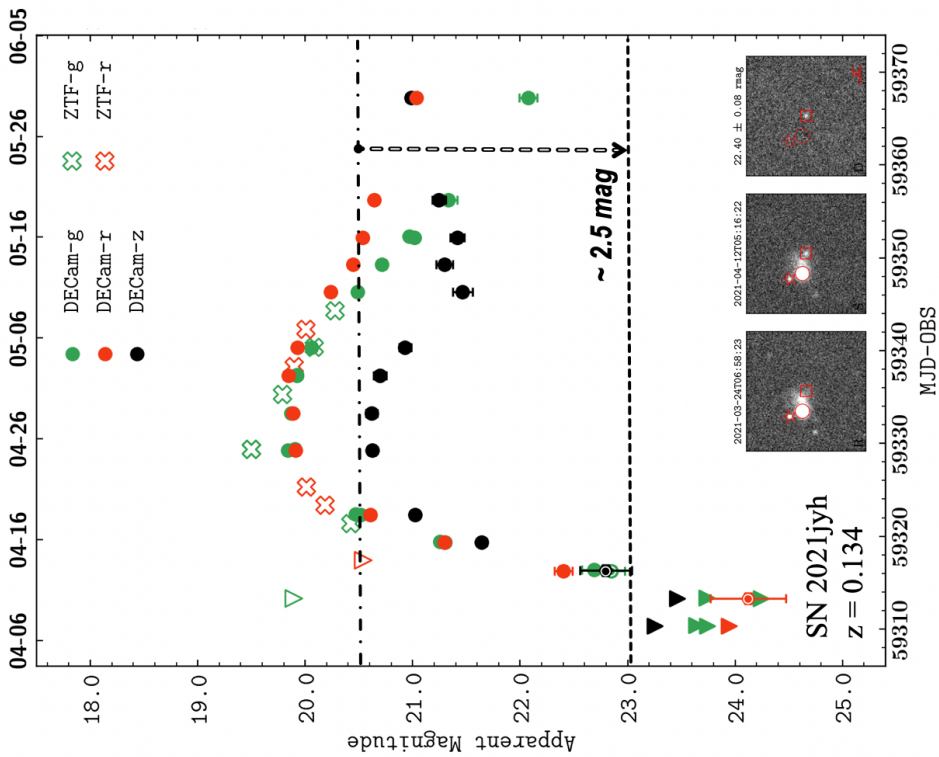 04-06 04-16 04-26 05-06 05-16 05-26 06-05
DECam-g ZTF-g
DECam-r ZTF-r
DECam-z
18.0
19.0
20.0
21.0
22.0
23.0
24.0
25.0
Apparent Magnitude
~ 2.5 mag
SN 2021jyh
z = 0.134
2021-03-24T06:58:23
2021-04-12T05:16:22
22.40 ± 0.08 rmag
R
S
D
59310 59320 59330 59340 59350 59360 59370
MJD-OBS